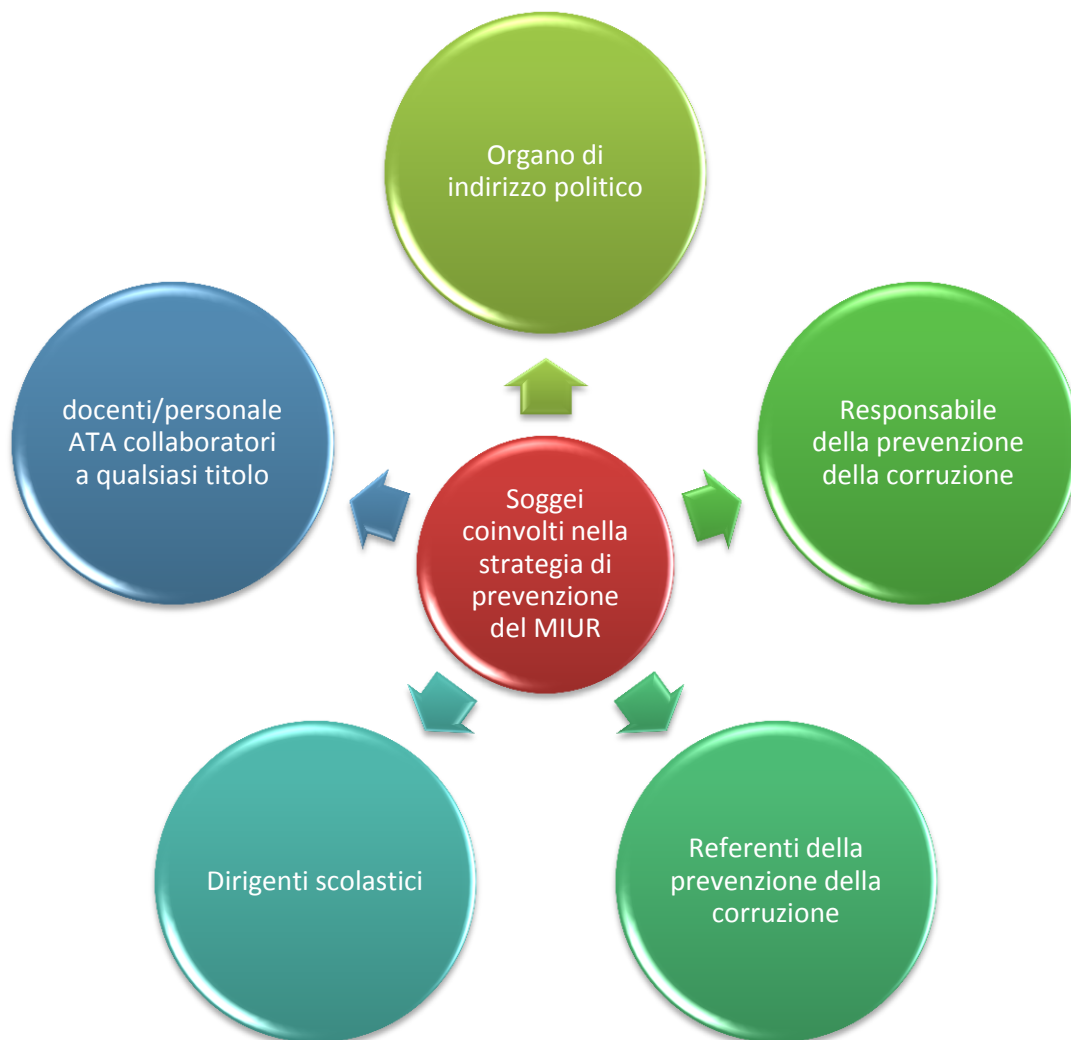 Organo di
indirizzo politico
docenti/personale
ATA collaboratori
a qualsiasi titolo
Responsabile
della prevenzione
della corruzione
Soggei
coinvolti nella
strategia di
prevenzione
del MIUR
Dirigenti scolastici
Referenti della
prevenzione della
corruzione